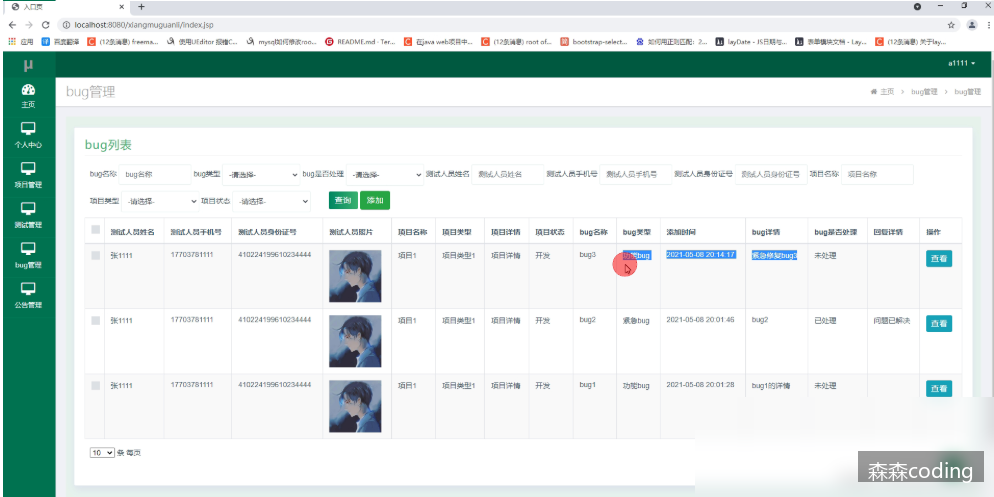 入口页
localhost:8080/xiangmuguanli/index.jsp
应用 百度翻译 (12条消息) freema... 使用UEditor 报错C... mysql如何修改roo... README.md · Ter... 在java web项目中... (12条消息) root of... bootstrap-select... 如何用正则匹配：2... layDate - JS日期与... 表单模块文档 - Lay... (12条消息) 关于lay...
μ a1111
主页
bug管理 主页 > bug管理 > bug管理
个人中心
项目管理
测试管理
bug管理
公告管理
bug列表
bug名称 bug名称 bug类型 -请选择- bug是否处理 -请选择- 测试人员姓名 测试人员姓名 测试人员手机号 测试人员手机号 测试人员身份证号 测试人员身份证号 项目名称 项目名称
项目类型 -请选择- 项目状态 -请选择- 查询 添加
测试人员姓名 测试人员手机号 测试人员身份证号 测试人员照片 项目名称 项目类型 项目详情 项目状态 bug名称 bug类型 添加时间 bug详情 bug是否处理 回复详情 操作
张1111 17703781111 410224199610234444 项目1 项目类型1 项目详情 开发 bug3 功能bug 2021-05-08 20:14:17 紧急修复bug3 未处理 查看
张1111 17703781111 410224199610234444 项目1 项目类型1 项目详情 开发 bug2 紧急bug 2021-05-08 20:01:46 bug2 已处理 问题已解决 查看
张1111 17703781111 410224199610234444 项目1 项目类型1 项目详情 开发 bug1 功能bug 2021-05-08 20:01:28 bug1的详情 未处理 查看
10 条 每页
森森coding